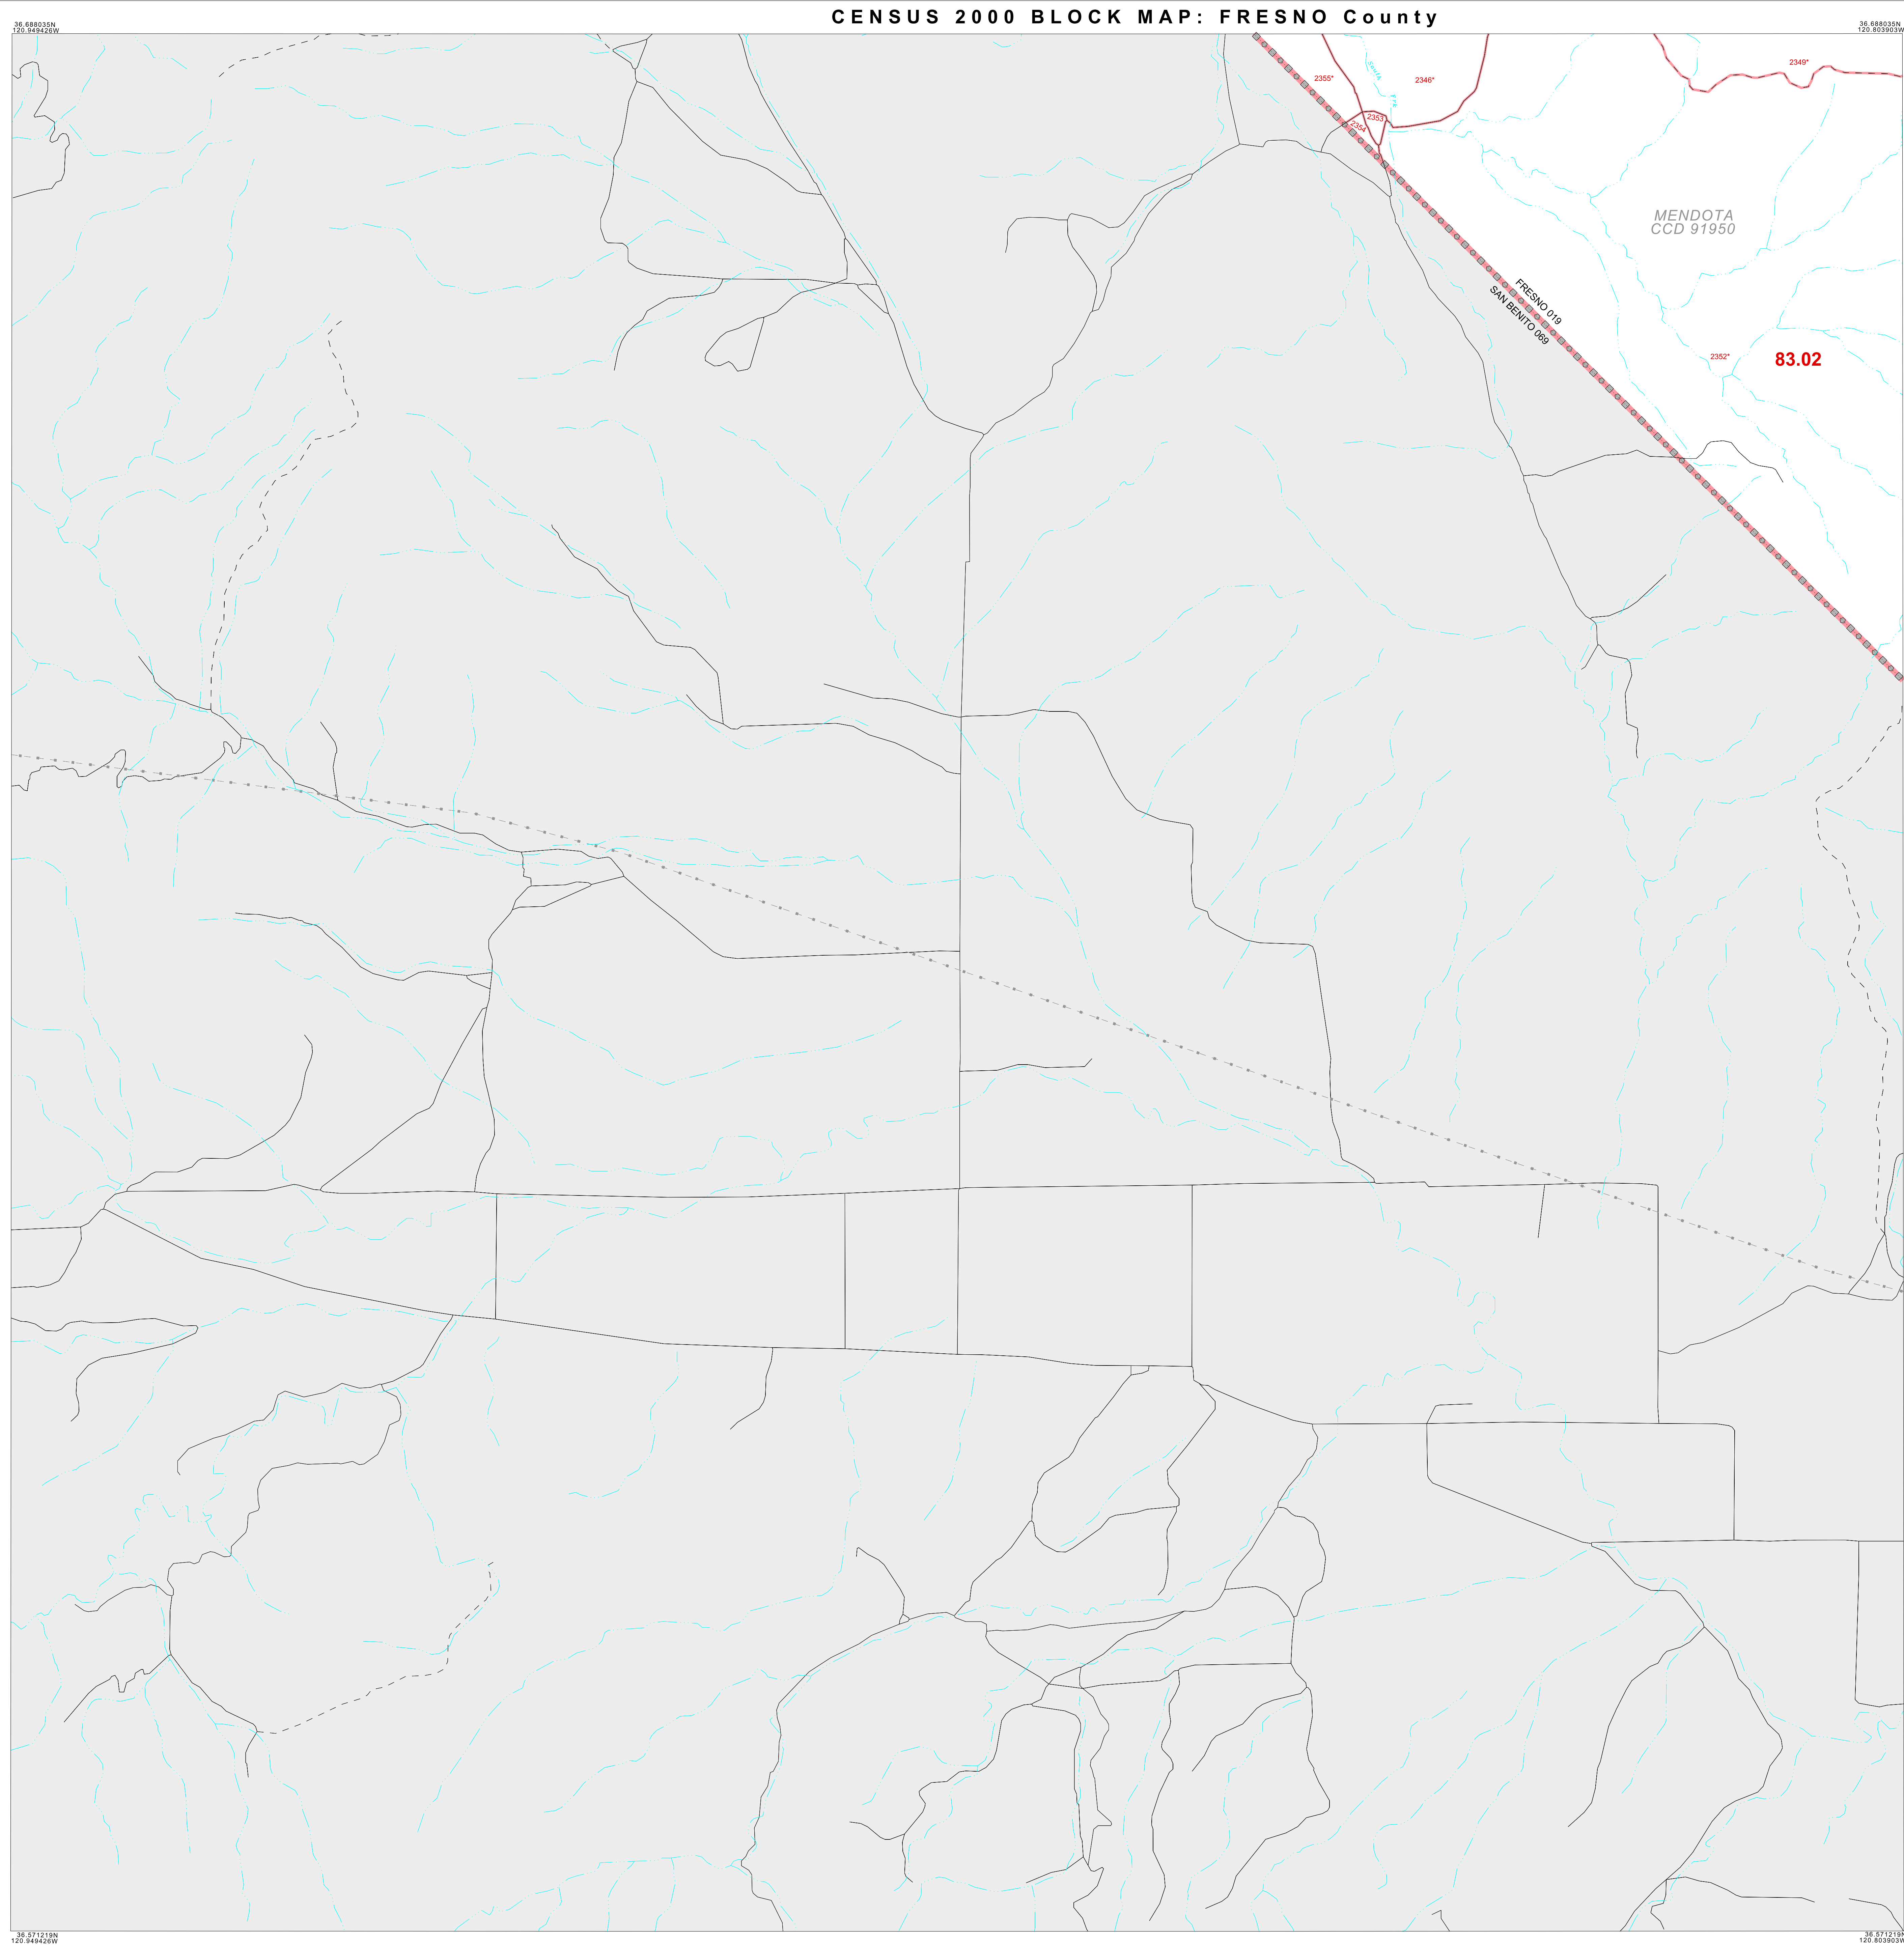 CENSUS 2000 BLOCK MAP: FRESNO County
36.688035N
120.949426W
36.688035N
120.803903W
2355*
2346*
2349*
South
Frk
2353
2354
MENDOTA
CCD 91950
FRESNO 019
SAN BENITO 069
2352*
83.02
36.571219N
120.949426W
36.571219N
120.803903W